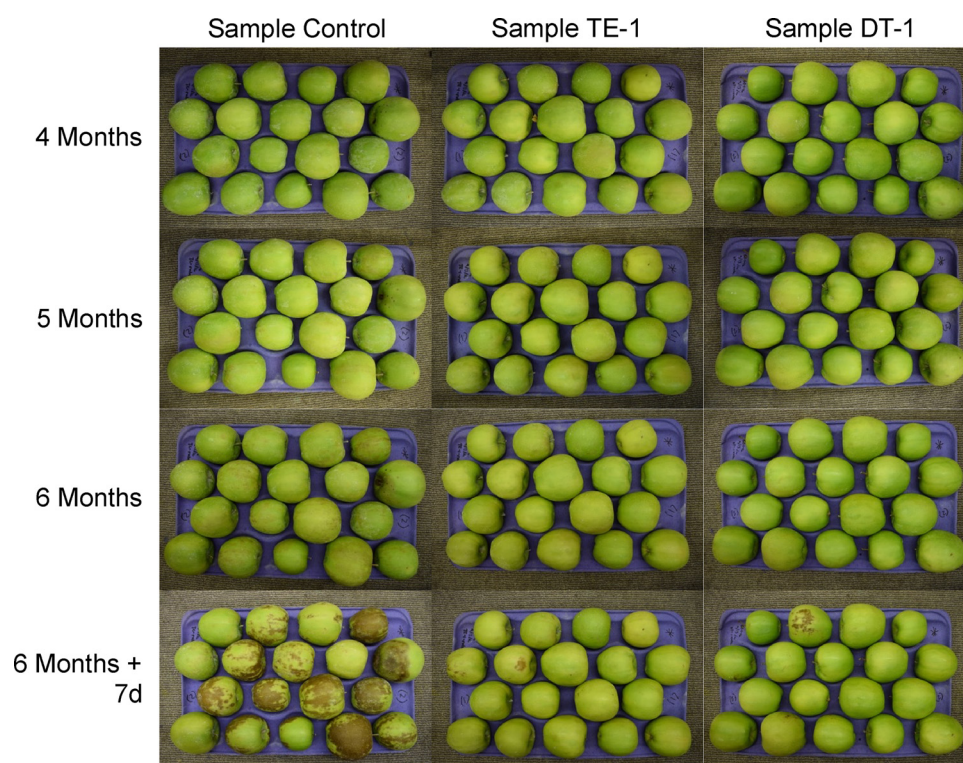 Sample Control
Sample TE-1
Sample DT-1
4 Months
5 Months
6 Months
6 Months +
7d